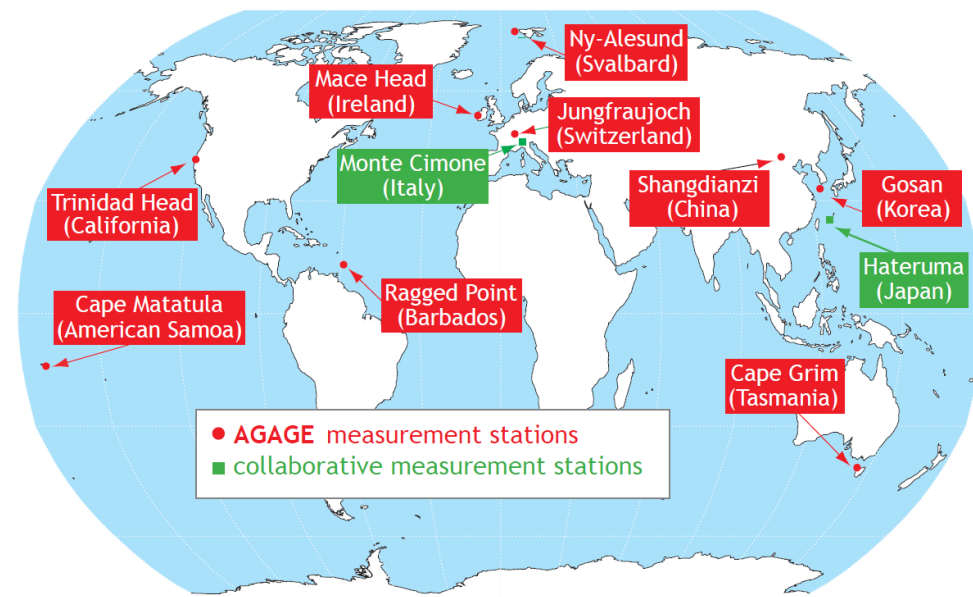 Ny-Alesund
(Svalbard)
Mace Head
(Ireland)
Jungfraujoch
(Switzerland)
Monte Cimone
(Italy)
Trinidad Head
(California)
Shangdianzi
(China)
Gosan
(Korea)
Hateruma
(Japan)
Ragged Point
(Barbados)
Cape Matatula
(American Samoa)
Cape Grim
(Tasmania)
AGAGE measurement stations
collaborative measurement stations